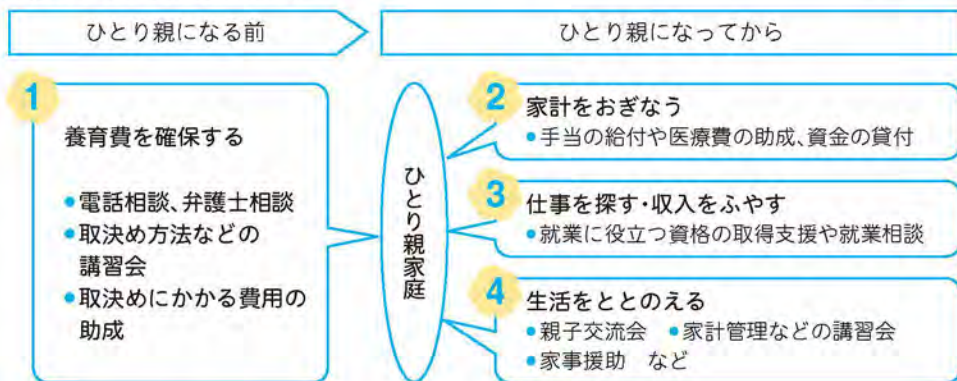 ひとり親になる前
ひとり親になってから
1
養育費を確保する
●電話相談、弁護士相談
●取決め方法などの
講習会
●取決めにかかる費用の
助成
ひとり親家庭
2
家計をおぎなう
●手当の給付や医療費の助成、資金の貸付
3
仕事を探す・収入をふやす
●就業に役立つ資格の取得支援や就業相談
4
生活をととのえる
●親子交流会 ●家計管理などの講習会
●家事援助 など